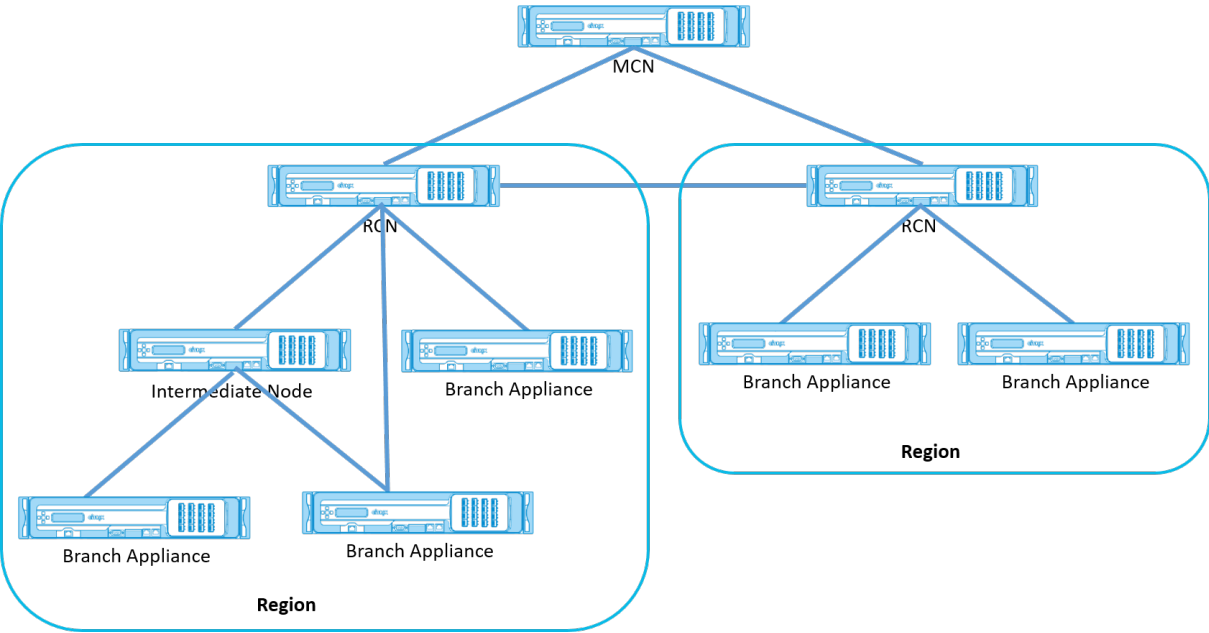 MCN
RCN
RCN
Intermediate Node
Branch Appliance
Branch Appliance
Branch Appliance
Branch Appliance
Branch Appliance
Region
Region